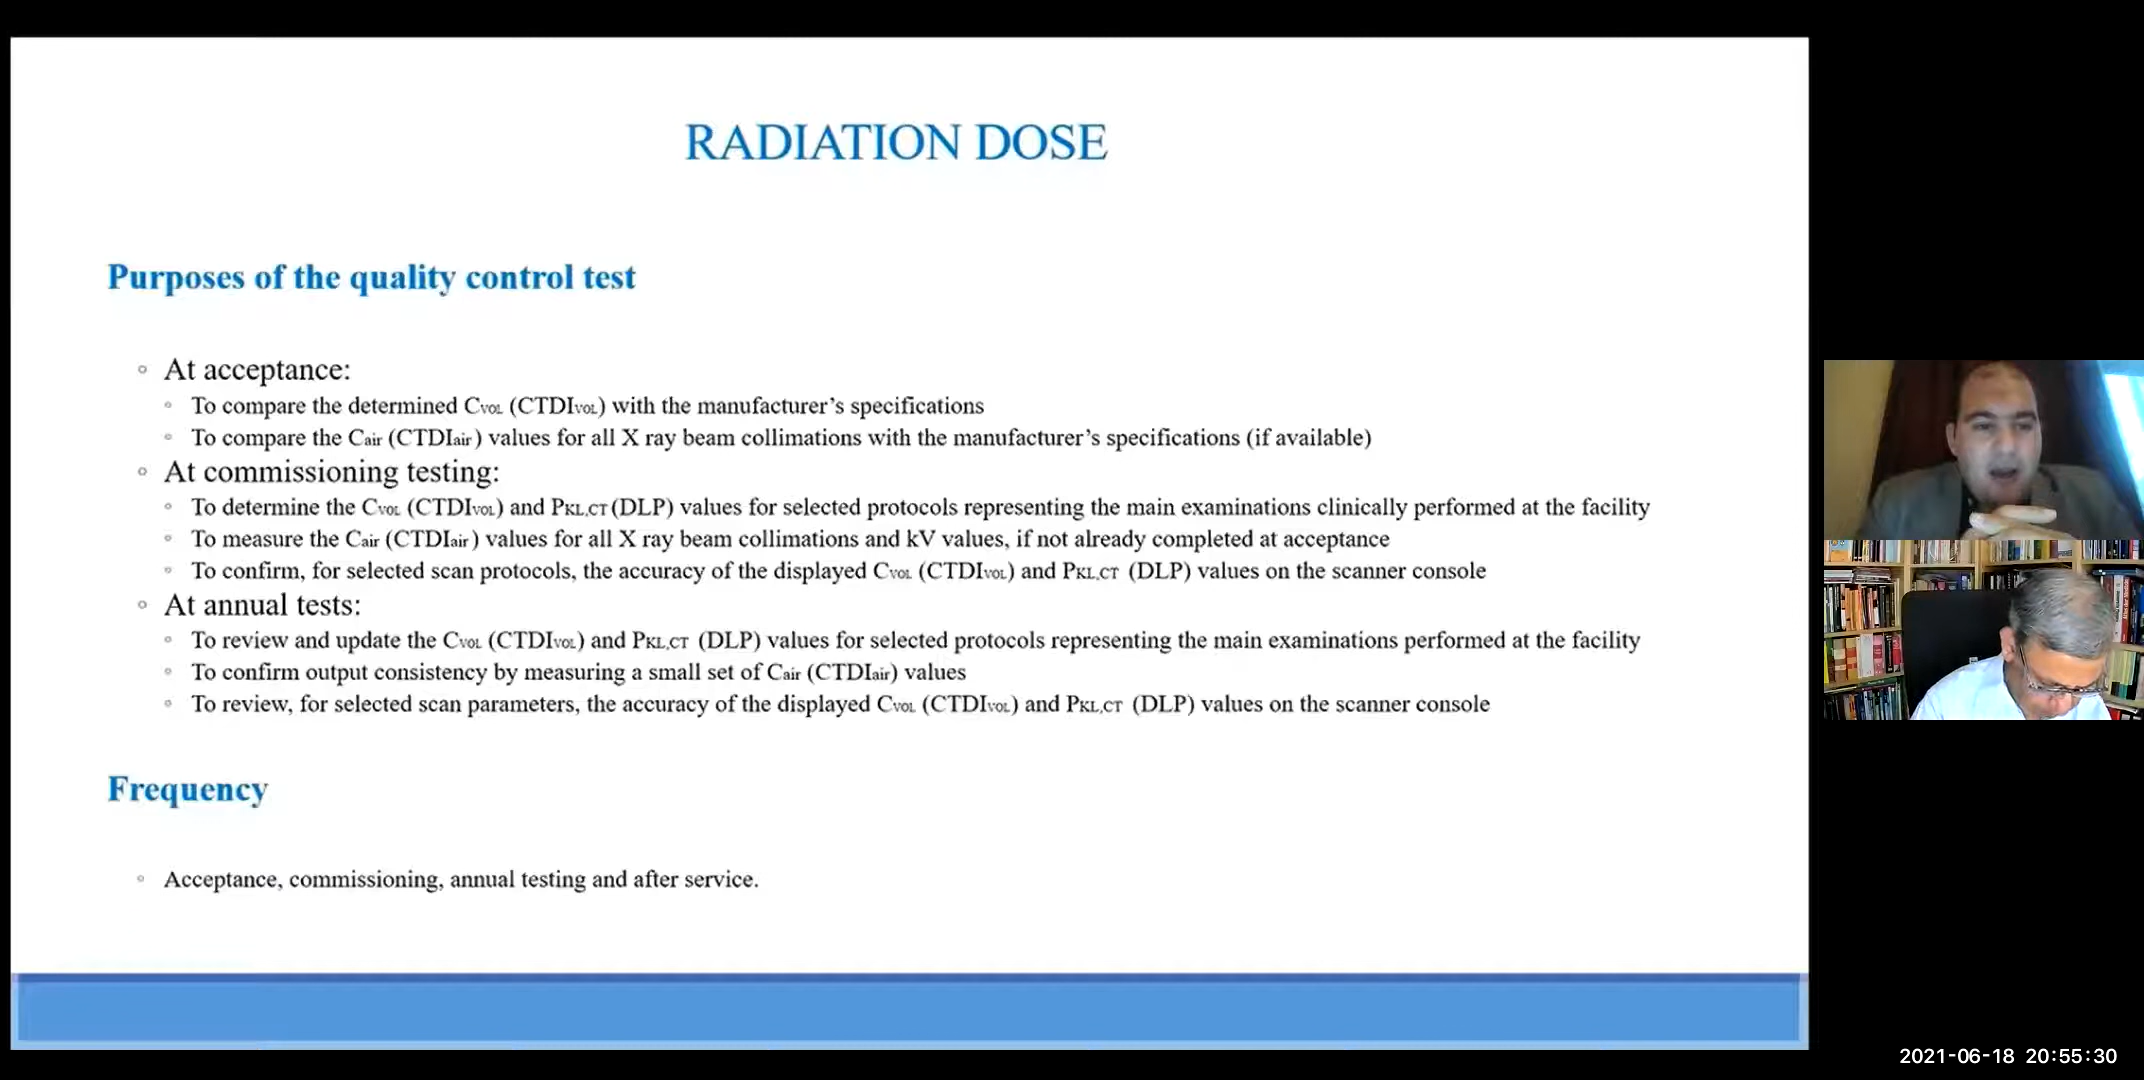 RADIATION DOSE
Purposes of the quality control test
At acceptance:
To compare the determined CVOL (CTDIVOL) with the manufacturer's specifications
To compare the Cair (CTDIair) values for all X ray beam collimations with the manufacturer's specifications (if available)
At commissioning testing:
To determine the CVOL (CTDIVOL) and PKL,CT (DLP) values for selected protocols representing the main examinations clinically performed at the facility
To measure the Cair (CTDIair) values for all X ray beam collimations and kV values, if not already completed at acceptance
To confirm, for selected scan protocols, the accuracy of the displayed CVOL (CTDIVOL) and PKL,CT (DLP) values on the scanner console
At annual tests:
To review and update the CVOL (CTDIVOL) and PKL,CT (DLP) values for selected protocols representing the main examinations performed at the facility
To confirm output consistency by measuring a small set of Cair (CTDIair) values
To review, for selected scan parameters, the accuracy of the displayed CVOL (CTDIVOL) and PKL,CT (DLP) values on the scanner console
Frequency
Acceptance, commissioning, annual testing and after service.
2021-06-18 20:55:30